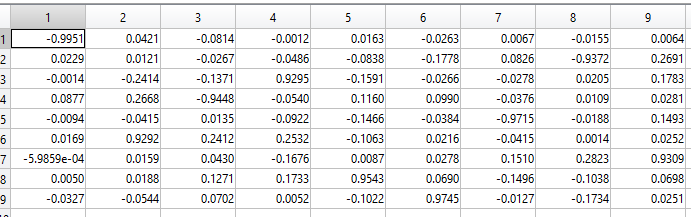 1 2 3 4 5 6 7 8 9
1 -0.9951 0.0421 -0.0814 -0.0012 0.0163 -0.0263 0.0067 -0.0155 0.0064
2 0.0229 0.0121 -0.0267 -0.0486 -0.0838 -0.1778 0.0826 -0.9372 0.2691
3 -0.0014 -0.2414 -0.1371 0.9295 -0.1591 -0.0266 -0.0278 0.0205 0.1783
4 0.0877 0.2668 -0.9448 -0.0540 0.1160 0.0990 -0.0376 0.0109 0.0281
5 -0.0094 -0.0415 0.0135 -0.0922 -0.1466 -0.0384 -0.9715 -0.0188 0.1493
6 0.0169 0.9292 0.2412 0.2532 -0.1063 0.0216 -0.0415 0.0014 0.0252
7 -5.9859e-04 0.0159 0.0430 -0.1676 0.0087 0.0278 0.1510 0.2823 0.9309
8 0.0050 0.0188 0.1271 0.1733 0.9543 0.0690 -0.1496 -0.1038 0.0698
9 -0.0327 -0.0544 0.0702 0.0052 -0.1022 0.9745 -0.0127 -0.1734 0.0251